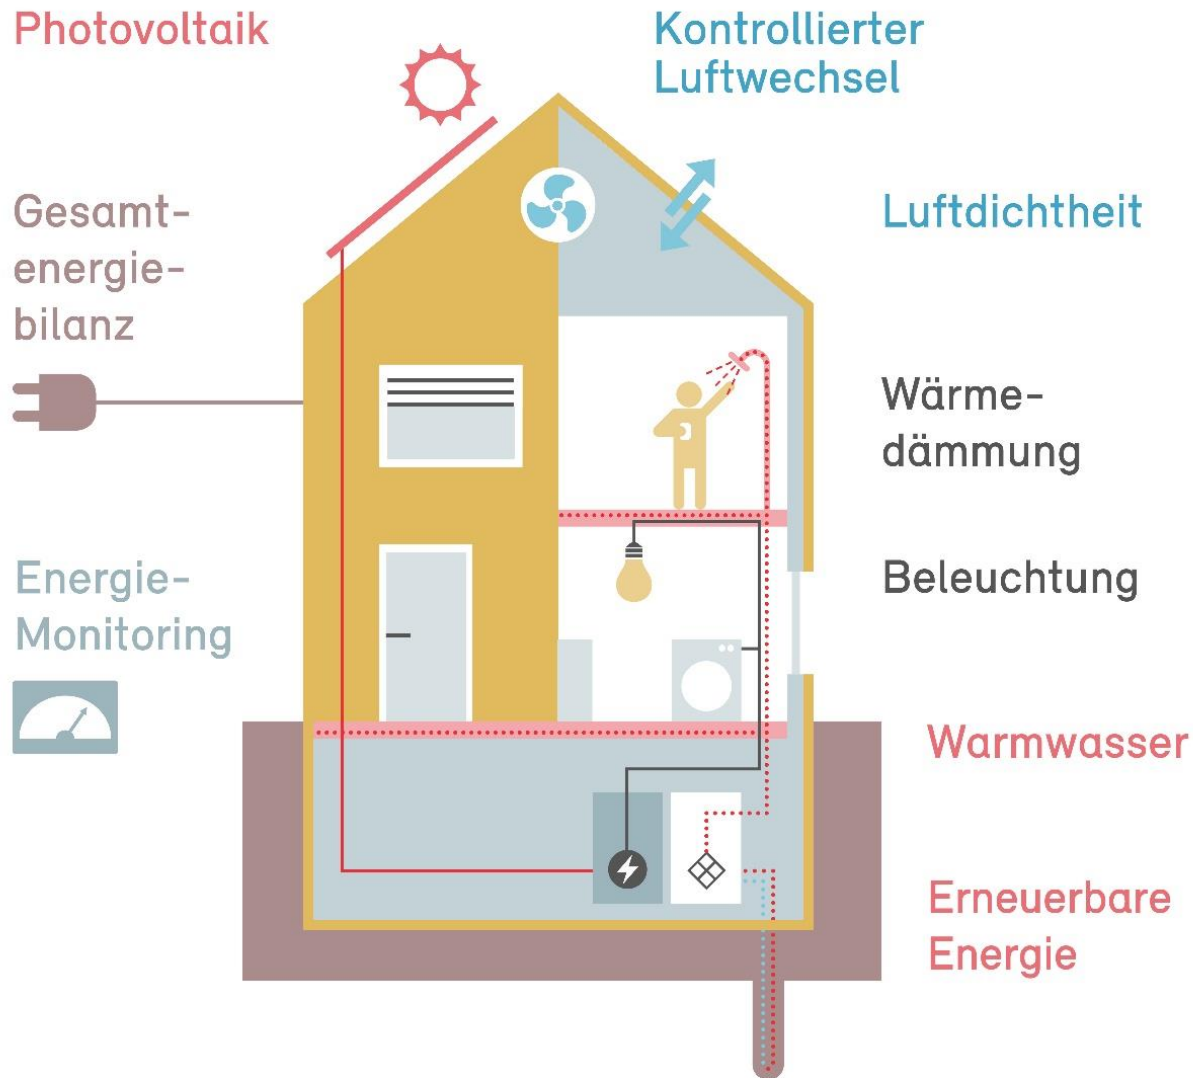 Photovoltaik
Kontrollierter
Luftwechsel
Gesamt-
energie-
bilanz
Luftdichtheit
Wärme-
dämmung
Energie-
Monitoring
Beleuchtung
Warmwasser
Erneuerbare
Energie